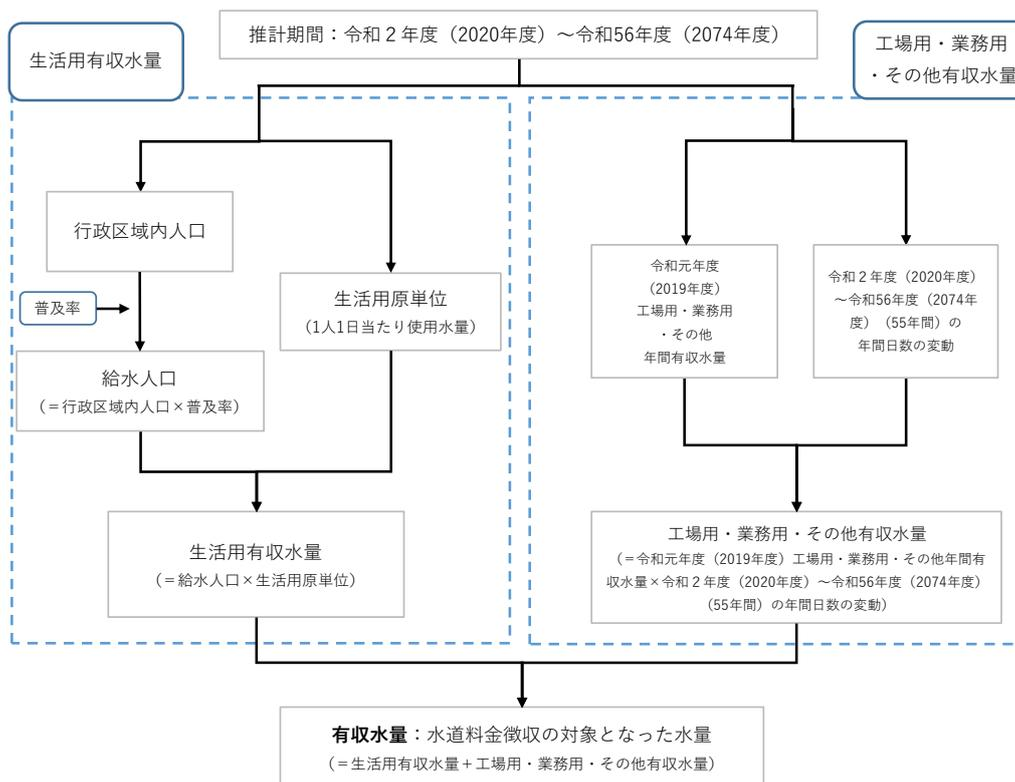 推計期間：令和２年度（2020年度）～令和56年度（2074年度）
生活用有収水量
工場用・業務用
・その他有収水量
行政区域内人口
普及率
給水人口
（＝行政区域内人口×普及率）
生活用原単位
（1人1日当たり使用水量）
生活用有収水量
（＝給水人口×生活用原単位）
令和元年度
（2019年度）
工場用・業務用
・その他
年間有収水量
令和２年度（2020年度）
～令和56年度（2074年
度）（55年間）の
年間日数の変動
工場用・業務用・その他有収水量
（＝令和元年度（2019年度）工場用・業務用・その他年間有
収水量×令和２年度（2020年度）～令和56年度（2074年度）
（55年間）の年間日数の変動）
有収水量：水道料金徴収の対象となった水量
（＝生活用有収水量＋工場用・業務用・その他有収水量）